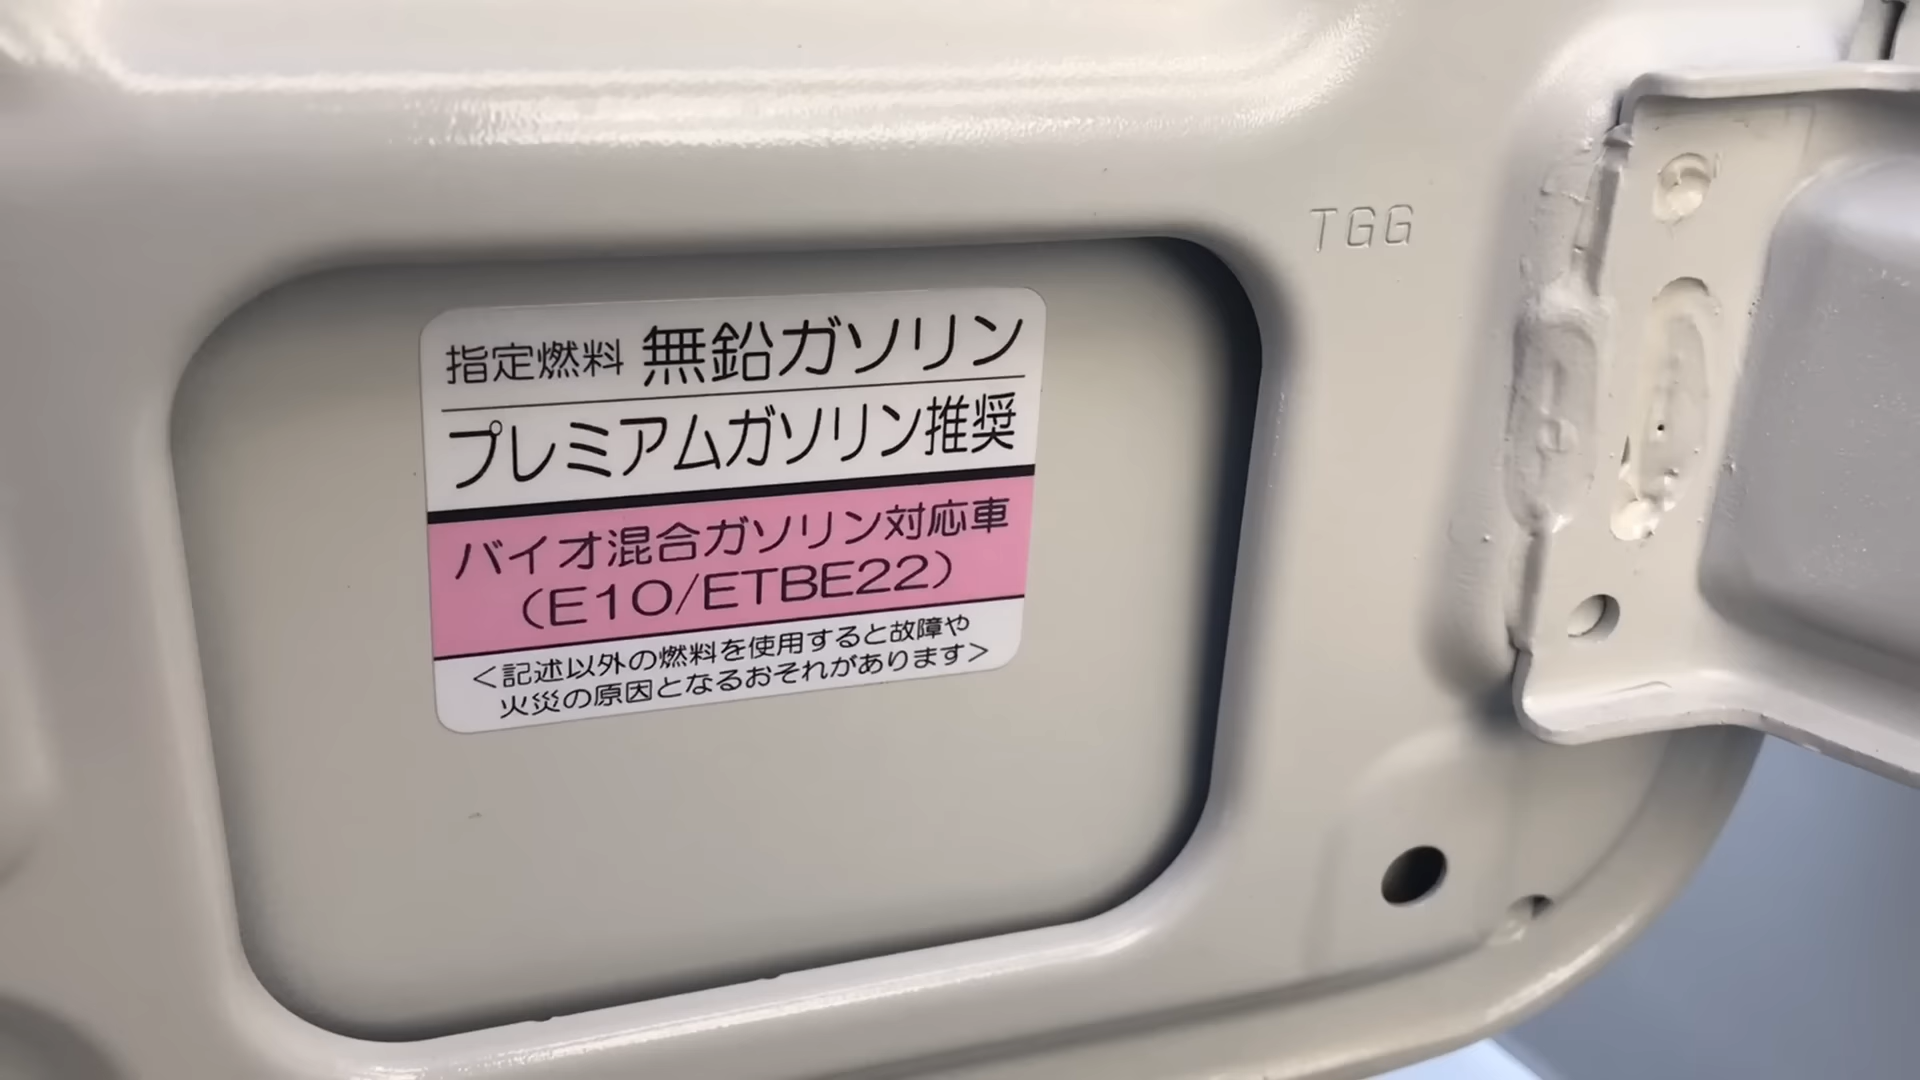 TGG
指定燃料 無鉛ガソリン
プレミアムガソリン推奨
バイオ混合ガソリン対応車
(E10/ETBE22)
<記述以外の燃料を使用すると故障や
火災の原因となるおそれがあります>